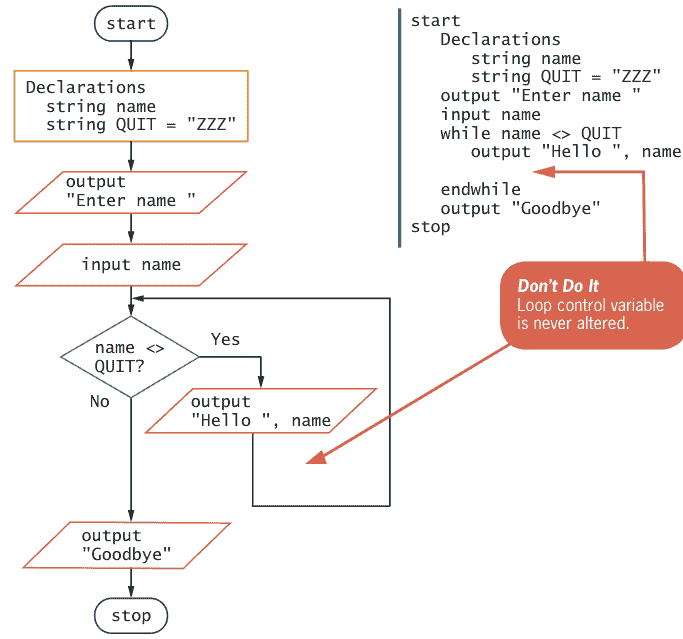 start
Declarations
string name
string QUIT = "ZZZ"
output
"Enter name "
input name
name <>
QUIT?
Yes
No
output
"Hello ", name
output
"Goodbye"
stop
start
Declarations
string name
string QUIT = "ZZZ"
output "Enter name "
input name
while name <> QUIT
output "Hello ", name
endwhile
output "Goodbye"
stop
Don't Do It
Loop control variable
is never altered.